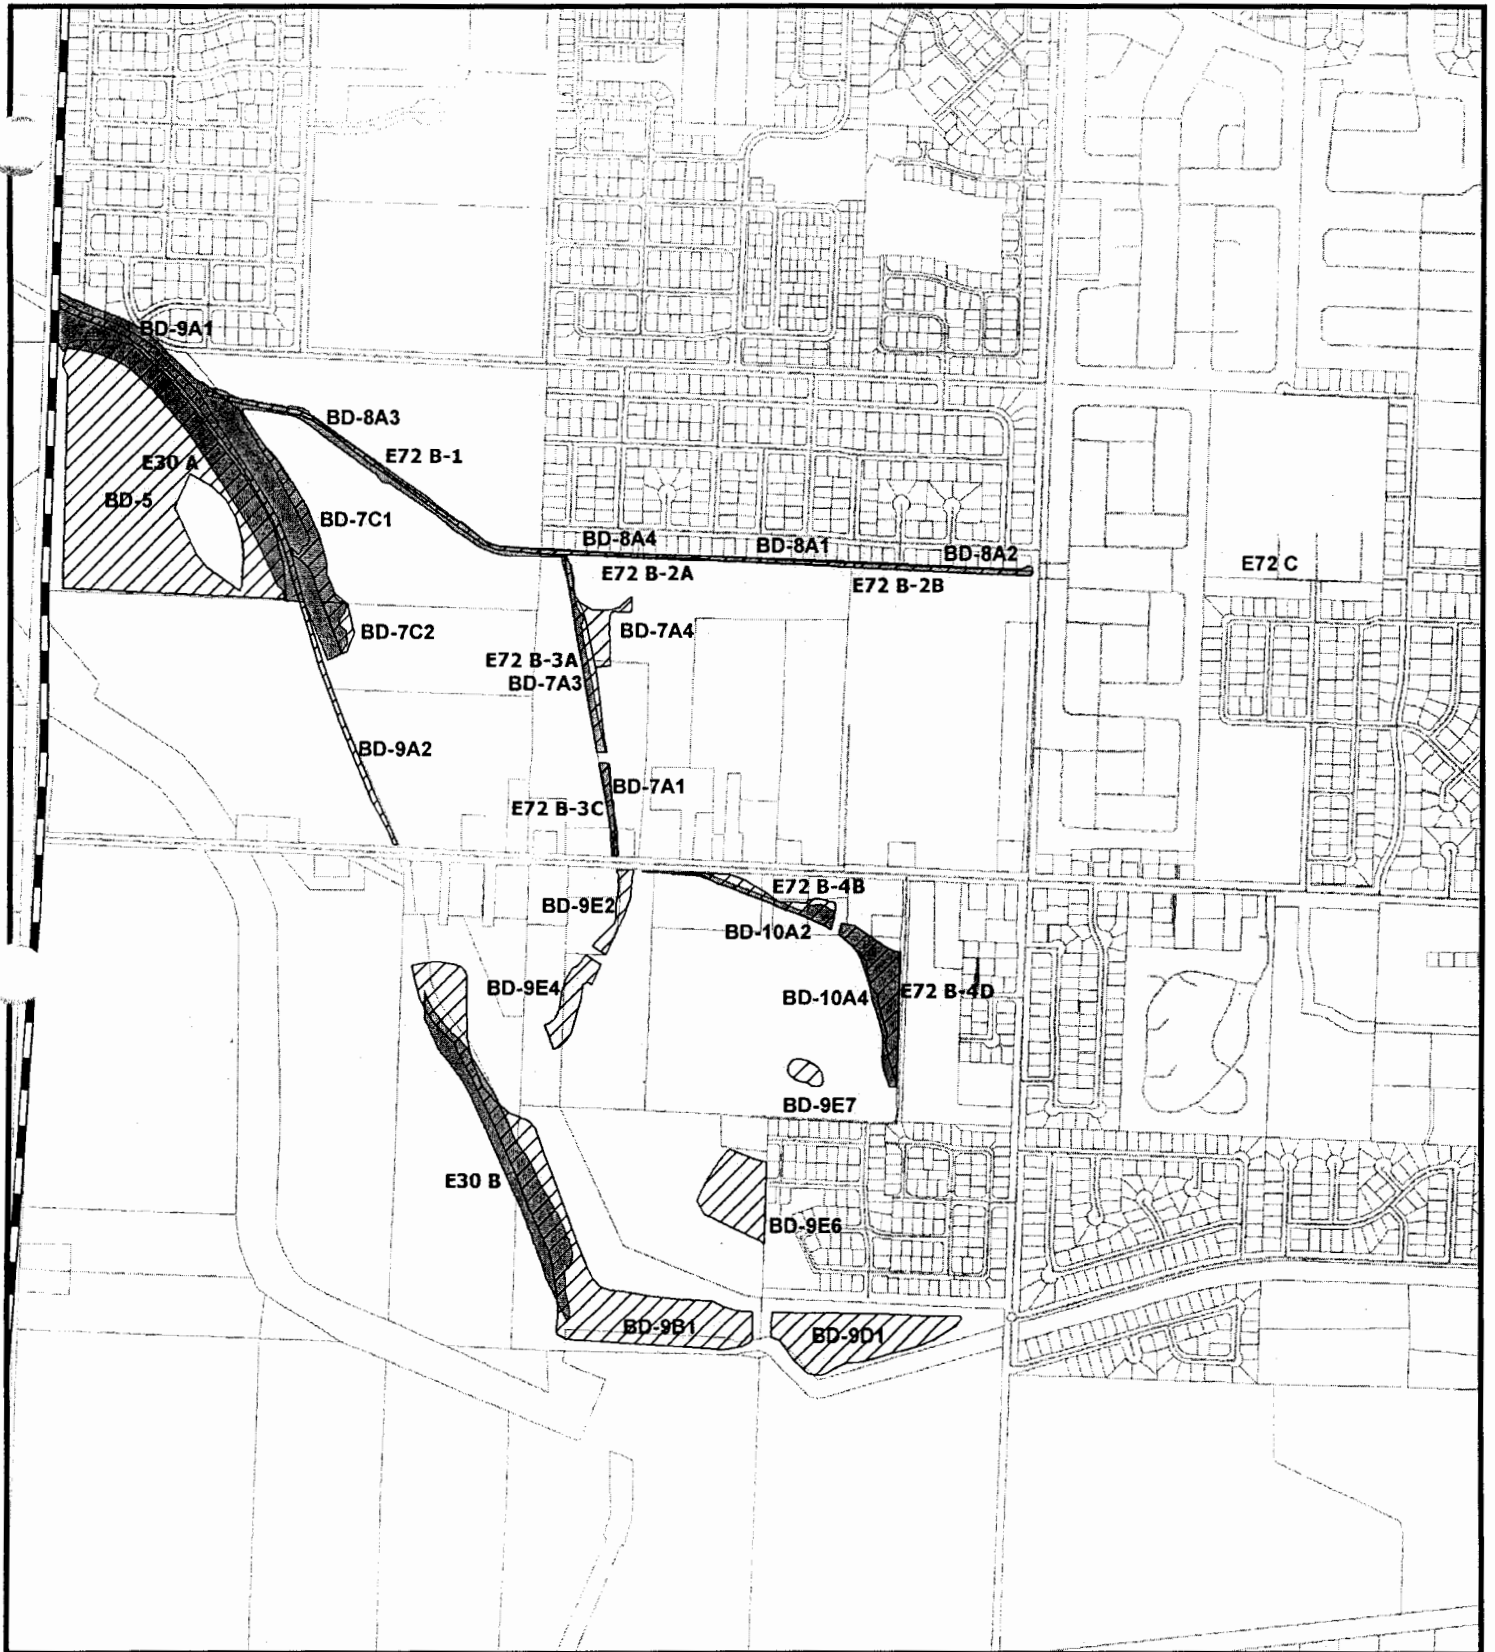 BD-9A1
BD-8A3
E72 B-1
E30 A
BD-5
BD-7C1
BD-8A4
BD-8A1
BD-8A2
E72 C
E72 B-2A
E72 B-2B
BD-7C2
BD-7A4
E72 B-3A
BD-7A3
BD-9A2
BD-7A1
E72 B-3C
E72 B-4B
BD-9E2
BD-10A2
BD-9E4
BD-10A4
E72 B-4D
BD-9E7
E30 B
BD-9E6
BD-9B1
BD-9D1